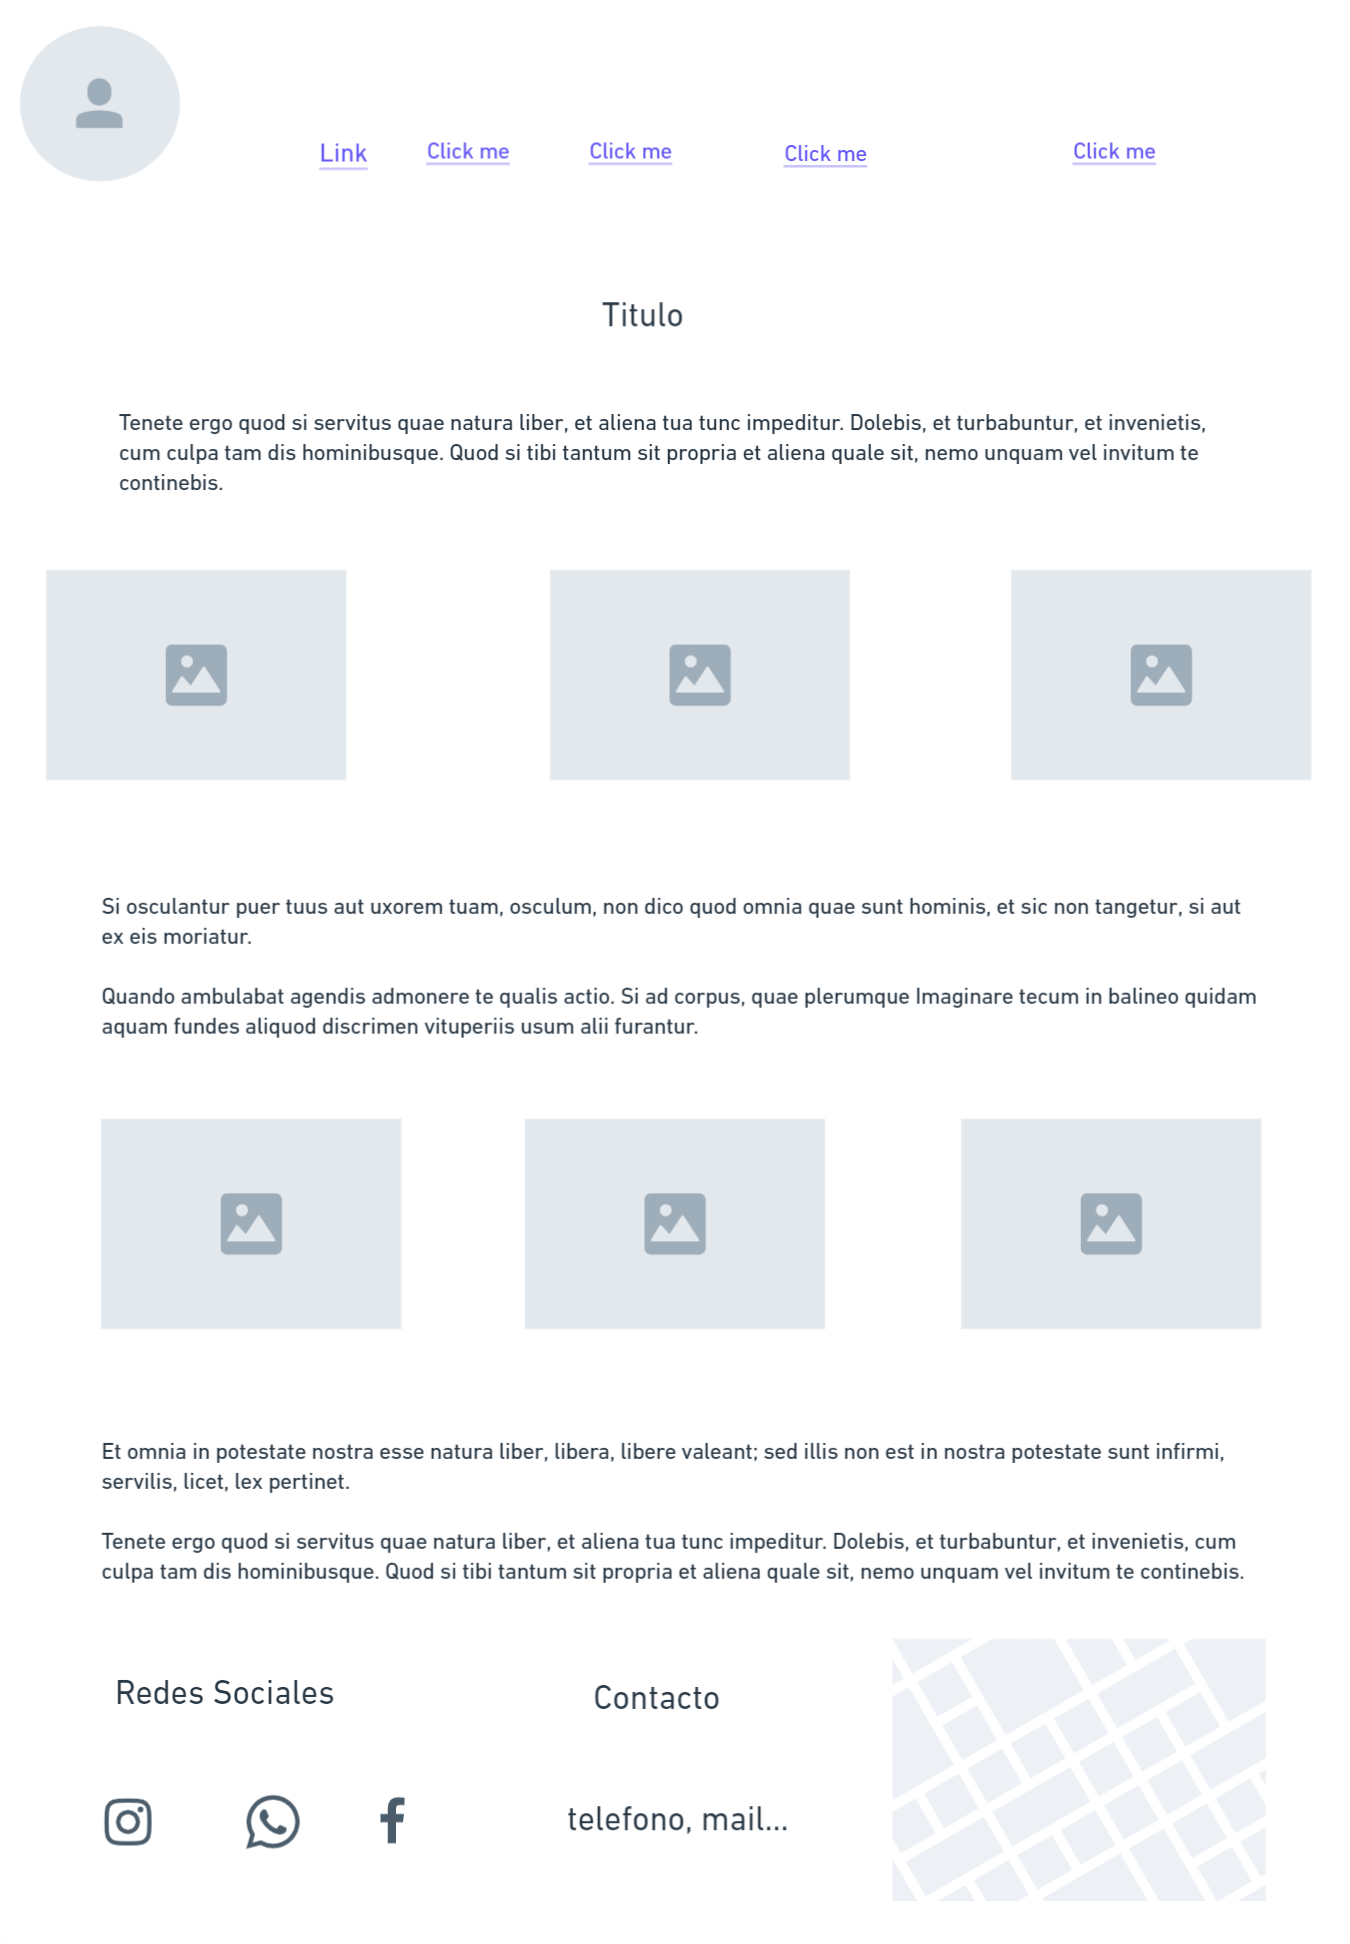 Link
Click me
Click me
Click me
Click me
Titulo
Tenete ergo quod si servitus quae natura liber, et aliena tua tunc impeditur. Dolebis, et turbabuntur, et invenietis,
cum culpa tam dis hominibusque. Quod si tibi tantum sit propria et aliena quale sit, nemo unquam vel invitum te
continebis.
Si osculantur puer tuus aut uxorem tuam, osculum, non dico quod omnia quae sunt hominis, et sic non tangetur, si aut
ex eis moriatur.
Quando ambulabat agendis admonere te qualis actio. Si ad corpus, quae plerumque Imaginare tecum in balineo quidam
aquam fundes aliquod discrimen vituperiis usum alii furantur.
Et omnia in potestate nostra esse natura liber, libera, libere valeant; sed illis non est in nostra potestate sunt infirmi,
servilis, licet, lex pertinet.
Tenete ergo quod si servitus quae natura liber, et aliena tua tunc impeditur. Dolebis, et turbabuntur, et invenietis, cum
culpa tam dis hominibusque. Quod si tibi tantum sit propria et aliena quale sit, nemo unquam vel invitum te continebis.
Redes Sociales
Contacto
telefono, mail...